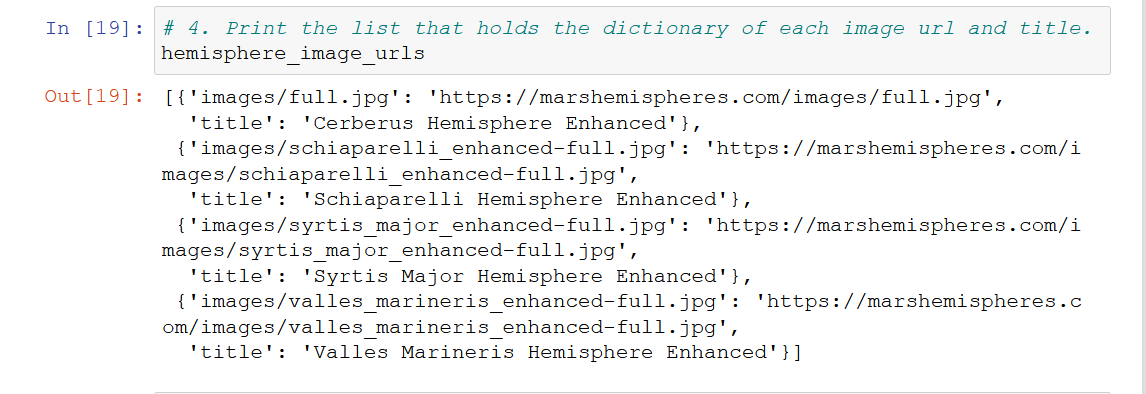 In [19]: # 4. Print the list that holds the dictionary of each image url and title.
hemisphere_image_urls
Out[19]: [{'images/full.jpg': 'https://marshemispheres.com/images/full.jpg',
'title': 'Cerberus Hemisphere Enhanced'},
{'images/schiaparelli_enhanced-full.jpg': 'https://marshemispheres.com/i
mages/schiaparelli_enhanced-full.jpg',
'title': 'Schiaparelli Hemisphere Enhanced'},
{'images/syrtis_major_enhanced-full.jpg': 'https://marshemispheres.com/i
mages/syrtis_major_enhanced-full.jpg',
'title': 'Syrtis Major Hemisphere Enhanced'},
{'images/valles_marineris_enhanced-full.jpg': 'https://marshemispheres.c
om/images/valles_marineris_enhanced-full.jpg',
'title': 'Valles Marineris Hemisphere Enhanced'}]